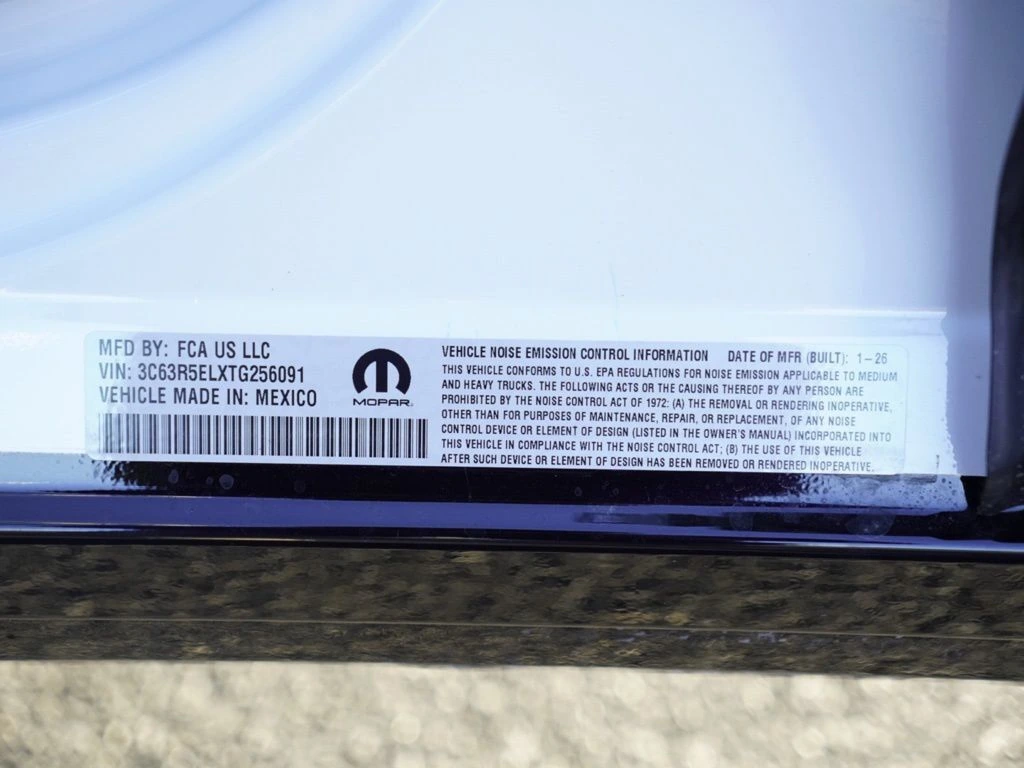 MFD BY: FCA US LLC
VIN: 3C63R5ELXTG256091
VEHICLE MADE IN: MEXICO
MOPAR
VEHICLE NOISE EMISSION CONTROL INFORMATION DATE OF MFR (BUILT): 1–26
THIS VEHICLE CONFORMS TO U.S. EPA REGULATIONS FOR NOISE EMISSION APPLICABLE TO MEDIUM
AND HEAVY TRUCKS. THE FOLLOWING ACTS OR THE CAUSING THEREOF BY ANY PERSON ARE
PROHIBITED BY THE NOISE CONTROL ACT OF 1972: (A) THE REMOVAL OR RENDERING INOPERATIVE,
OTHER THAN FOR PURPOSES OF MAINTENANCE, REPAIR, OR REPLACEMENT, OF ANY NOISE
CONTROL DEVICE OR ELEMENT OF DESIGN (LISTED IN THE OWNER'S MANUAL) INCORPORATED INTO
THIS VEHICLE IN COMPLIANCE WITH THE NOISE CONTROL ACT; (B) THE USE OF THIS VEHICLE
AFTER SUCH DEVICE OR ELEMENT OF DESIGN HAS BEEN REMOVED OR RENDERED INOPERATIVE.